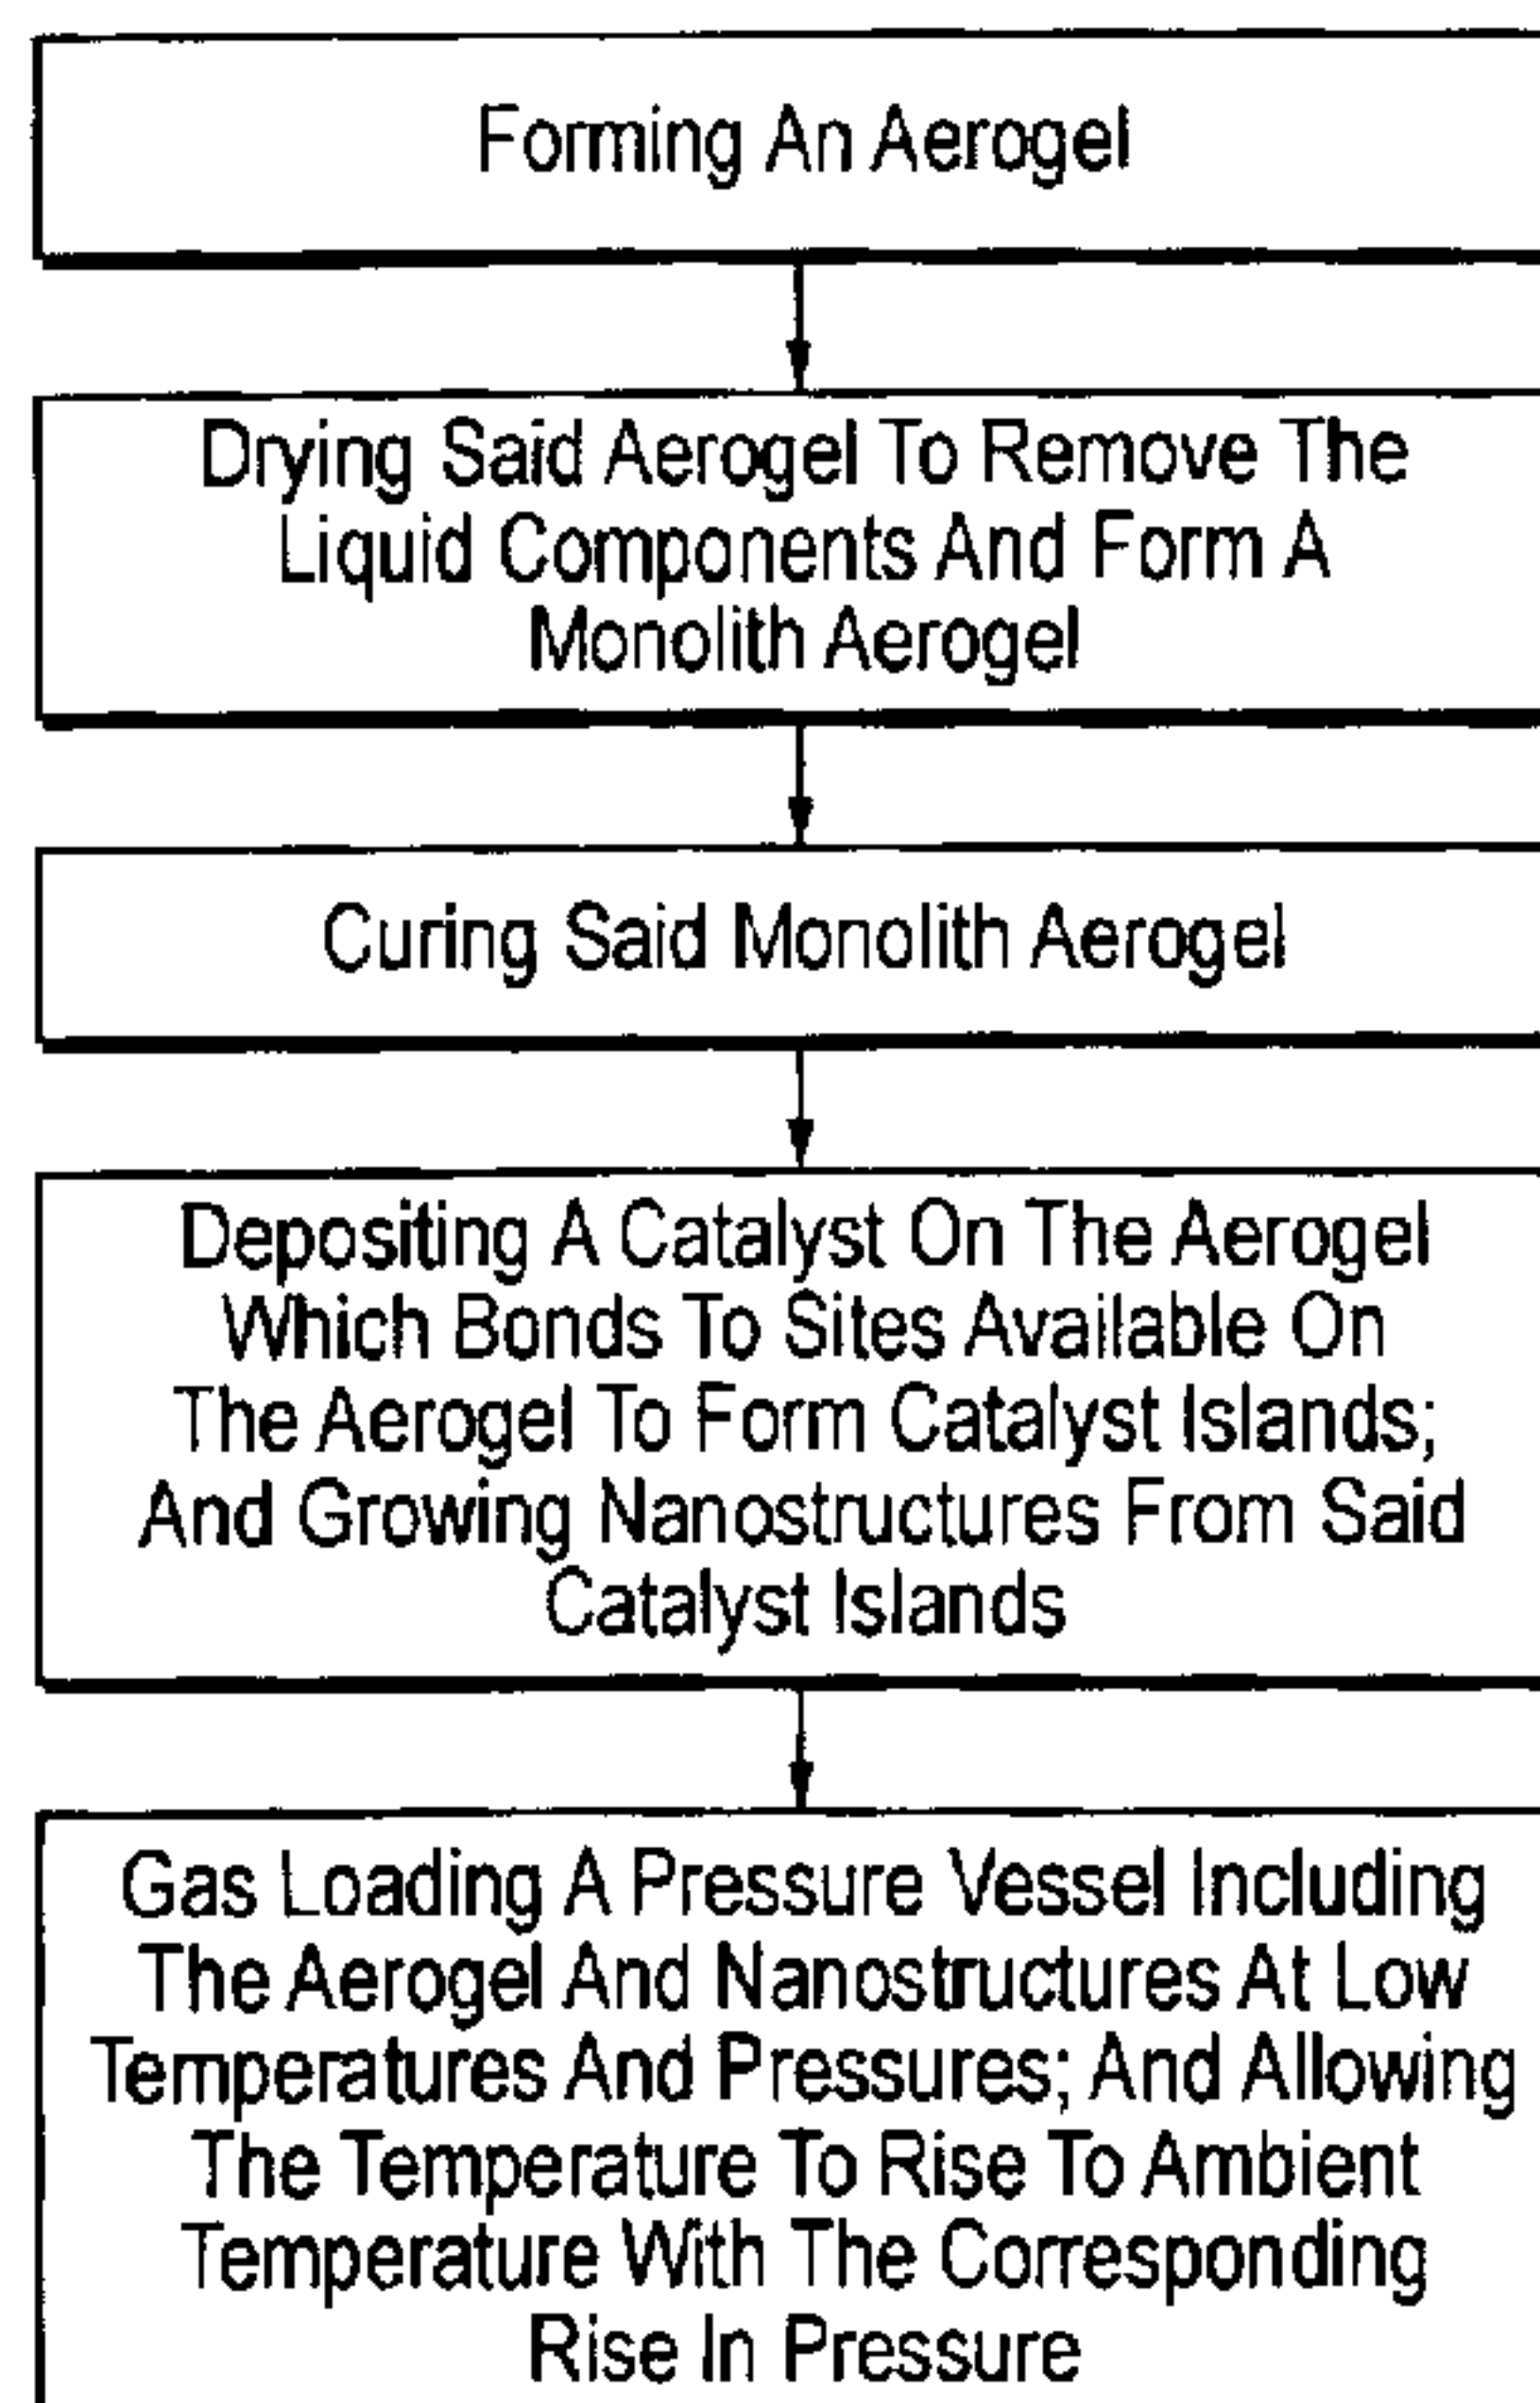 Forming An Aerogel
Drying Said Aerogel To Remove The
Liquid Components And Form A
Monolith Aerogel
Curing Said Monolith Aerogel
Depositing A Catalyst On The Aerogel
Which Bonds To Sites Available On
The Aerogel To Form Catalyst Islands;
And Growing Nanostructures From Said
Catalyst Islands
Gas Loading A Pressure Vessel Including
The Aerogel And Nanostructures At Low
Temperatures And Pressures; And Allowing
The Temperature To Rise To Ambient
Temperature With The Corresponding
Rise In Pressure